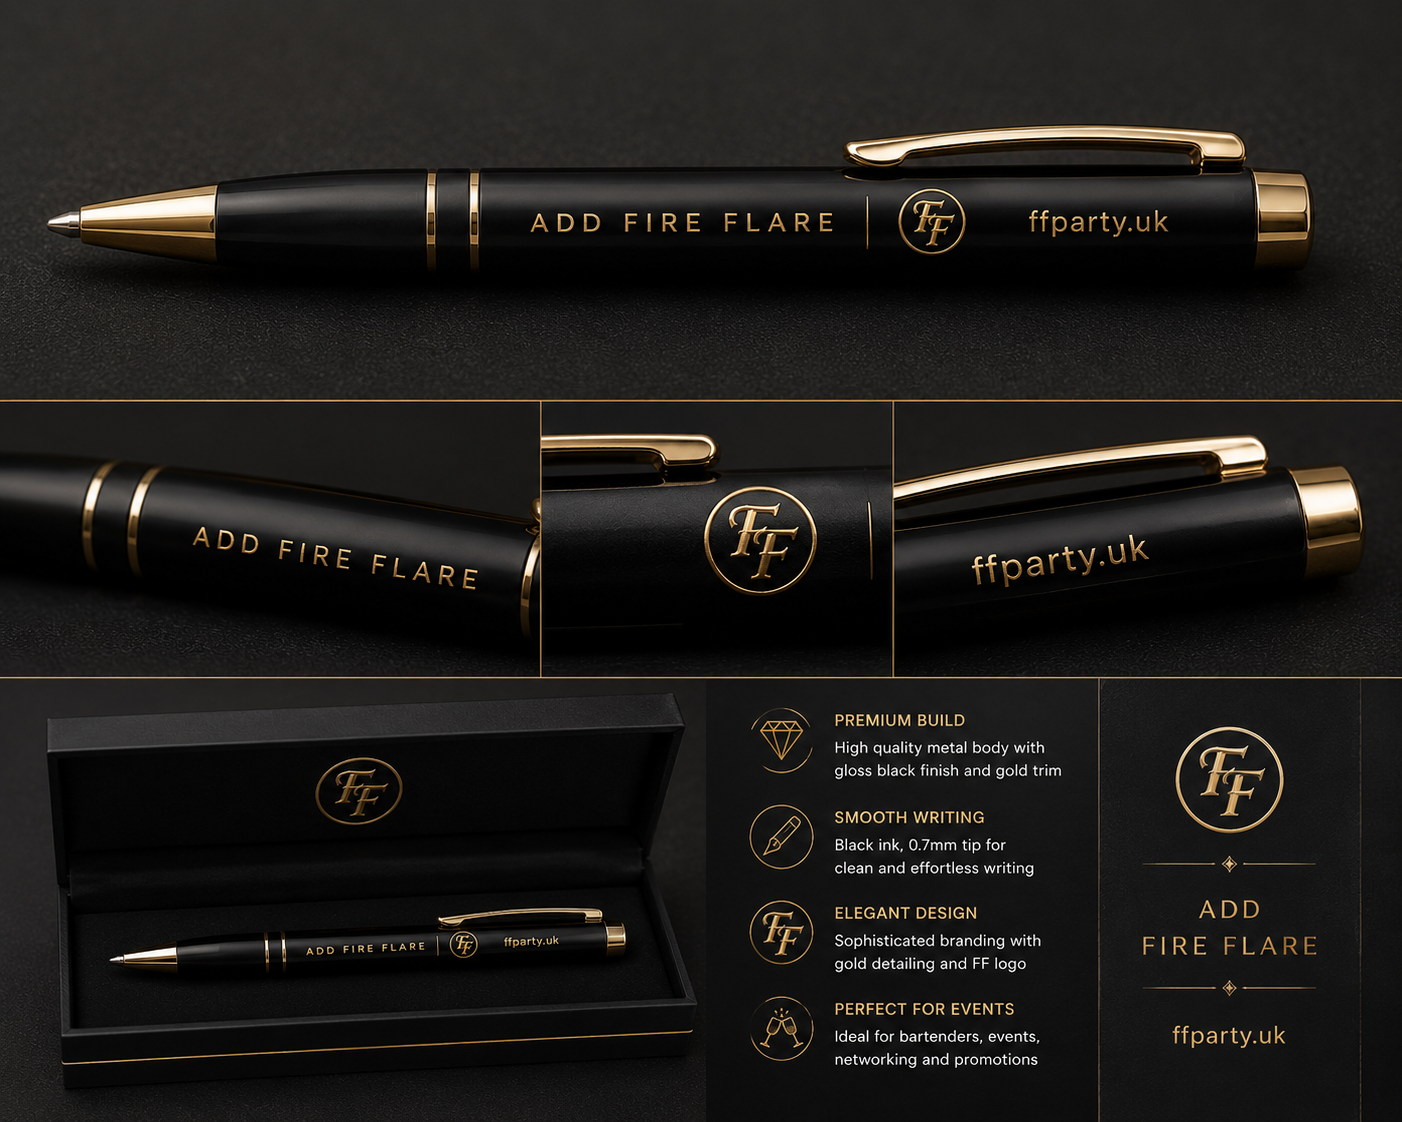 ADD FIRE FLARE | FF ffparty.uk
ADD FIRE FLARE
FF
ffparty.uk
FF
ADD FIRE FLARE | FF ffparty.uk
PREMIUM BUILD
High quality metal body with
gloss black finish and gold trim
SMOOTH WRITING
Black ink, 0.7mm tip for
clean and effortless writing
FF
ELEGANT DESIGN
Sophisticated branding with
gold detailing and FF logo
PERFECT FOR EVENTS
Ideal for bartenders, events,
networking and promotions
FF
ADD
FIRE FLARE
ffparty.uk